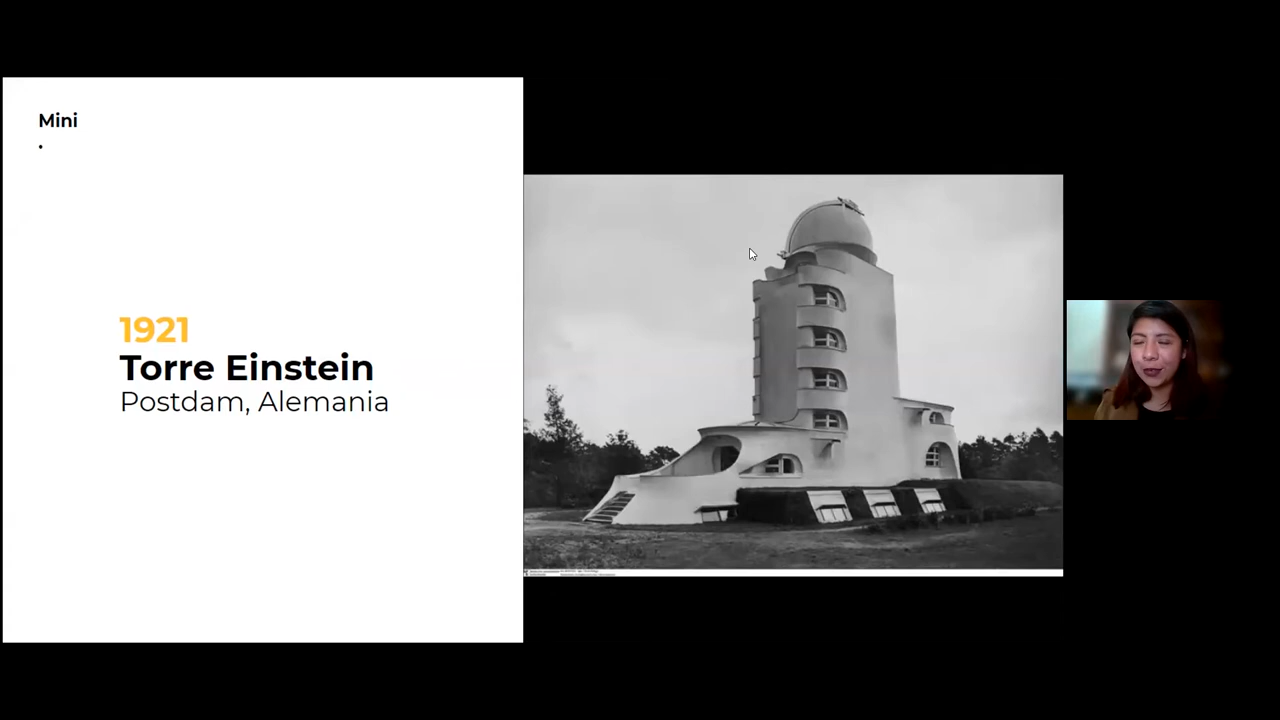 Mini
.
1921
Torre Einstein
Postdam, Alemania